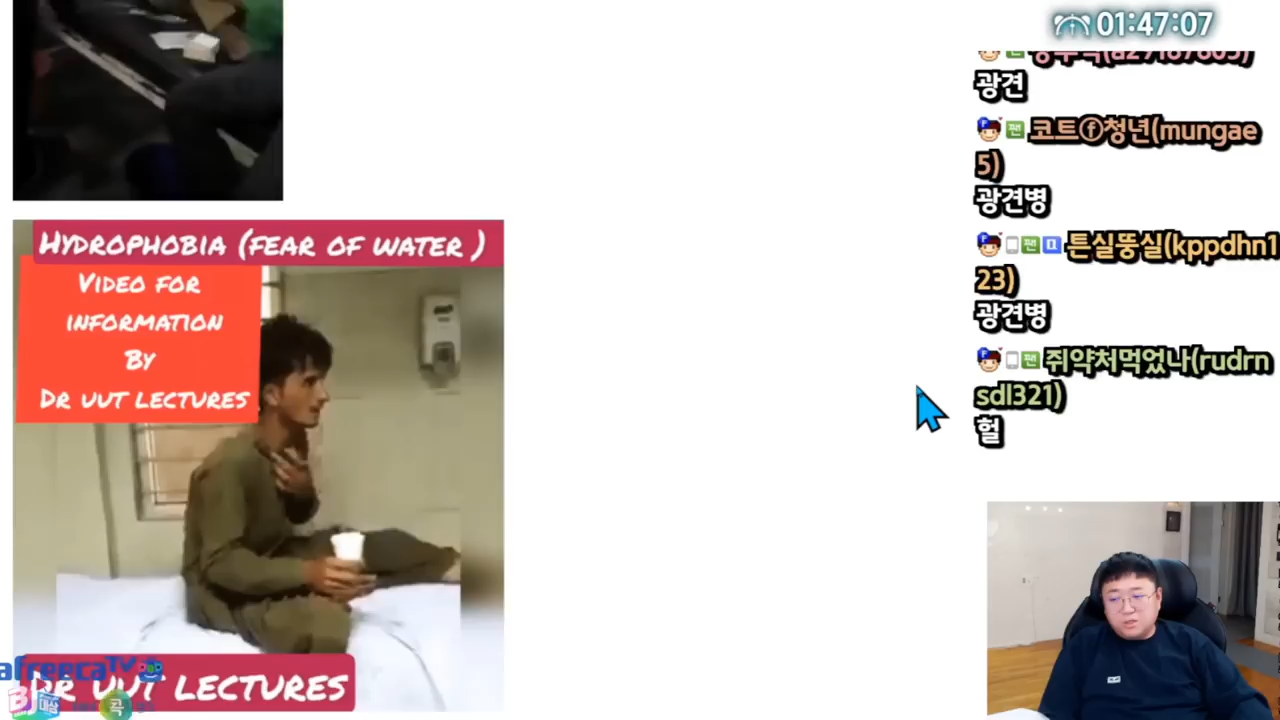 01:47:07
광견
코트ⓕ청년(mungae
5)
광견병
튼실뚱실(kppdhn1
23)
광견병
쥐약처먹었나(rudrn
sdl321)
헐
HYDROPHOBIA (FEAR OF WATER )
VIDEO FOR
INFORMATION
BY
DR UUT LECTURES
afreecaTV
BJ
DR UUT LECTURES